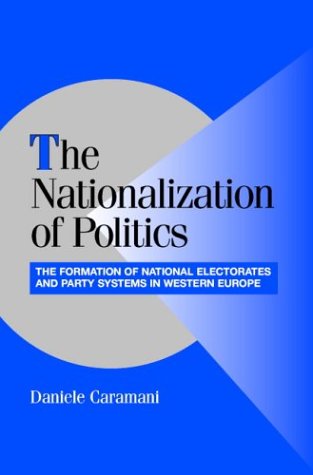 The
Nationalization
of Politics
THE FORMATION OF NATIONAL ELECTORATES
AND PARTY SYSTEMS IN WESTERN EUROPE
Daniele Caramani